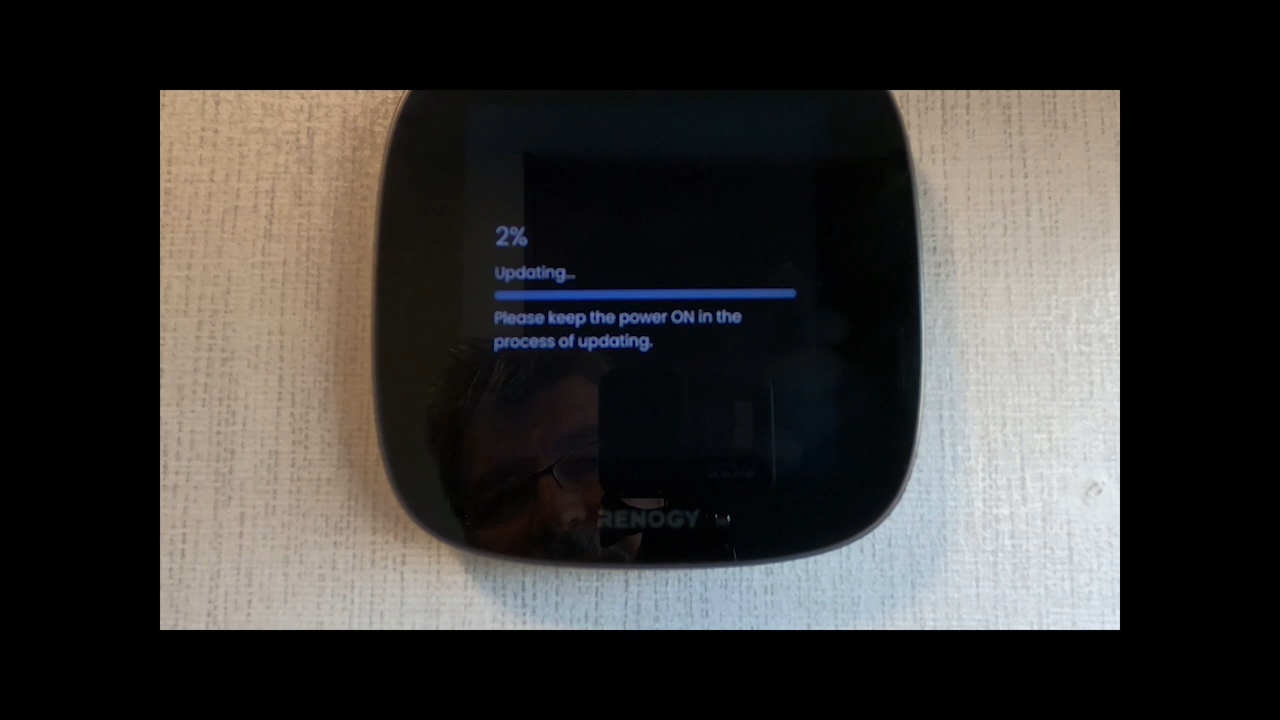 2%
Updating...
Please keep the power ON in the
process of updating.
RENOGY